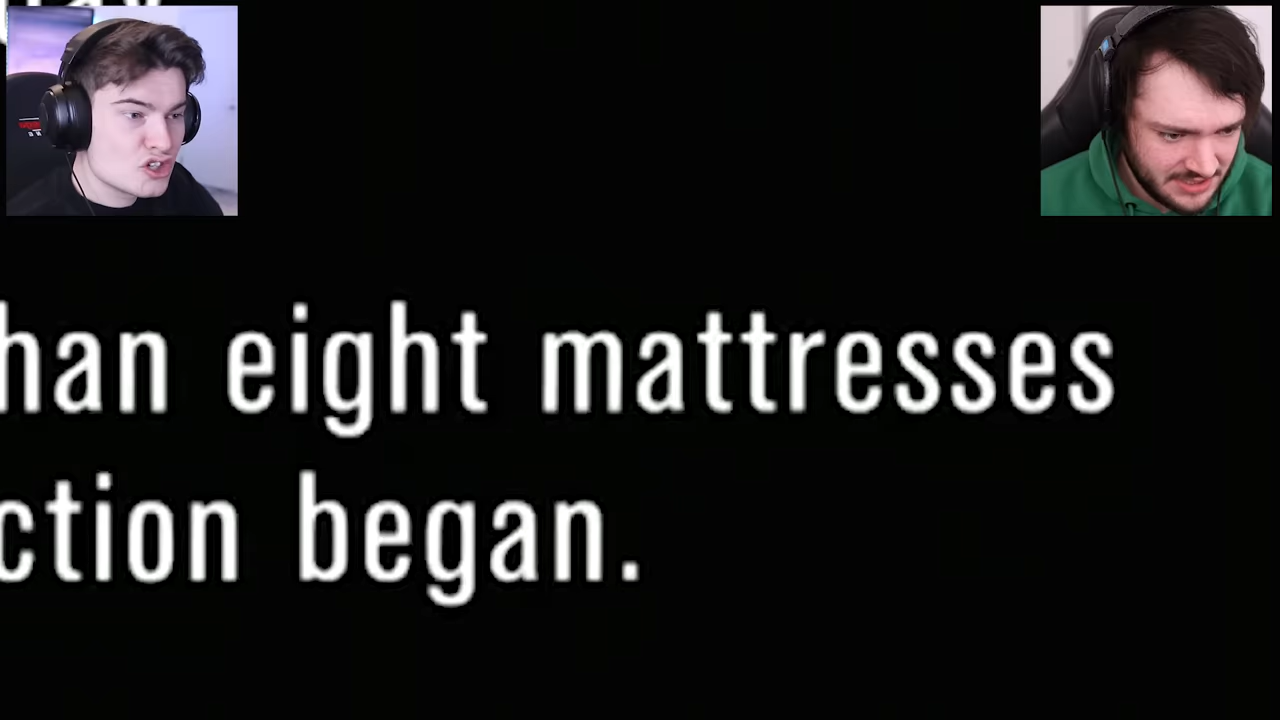 han eight mattresses
ction began.